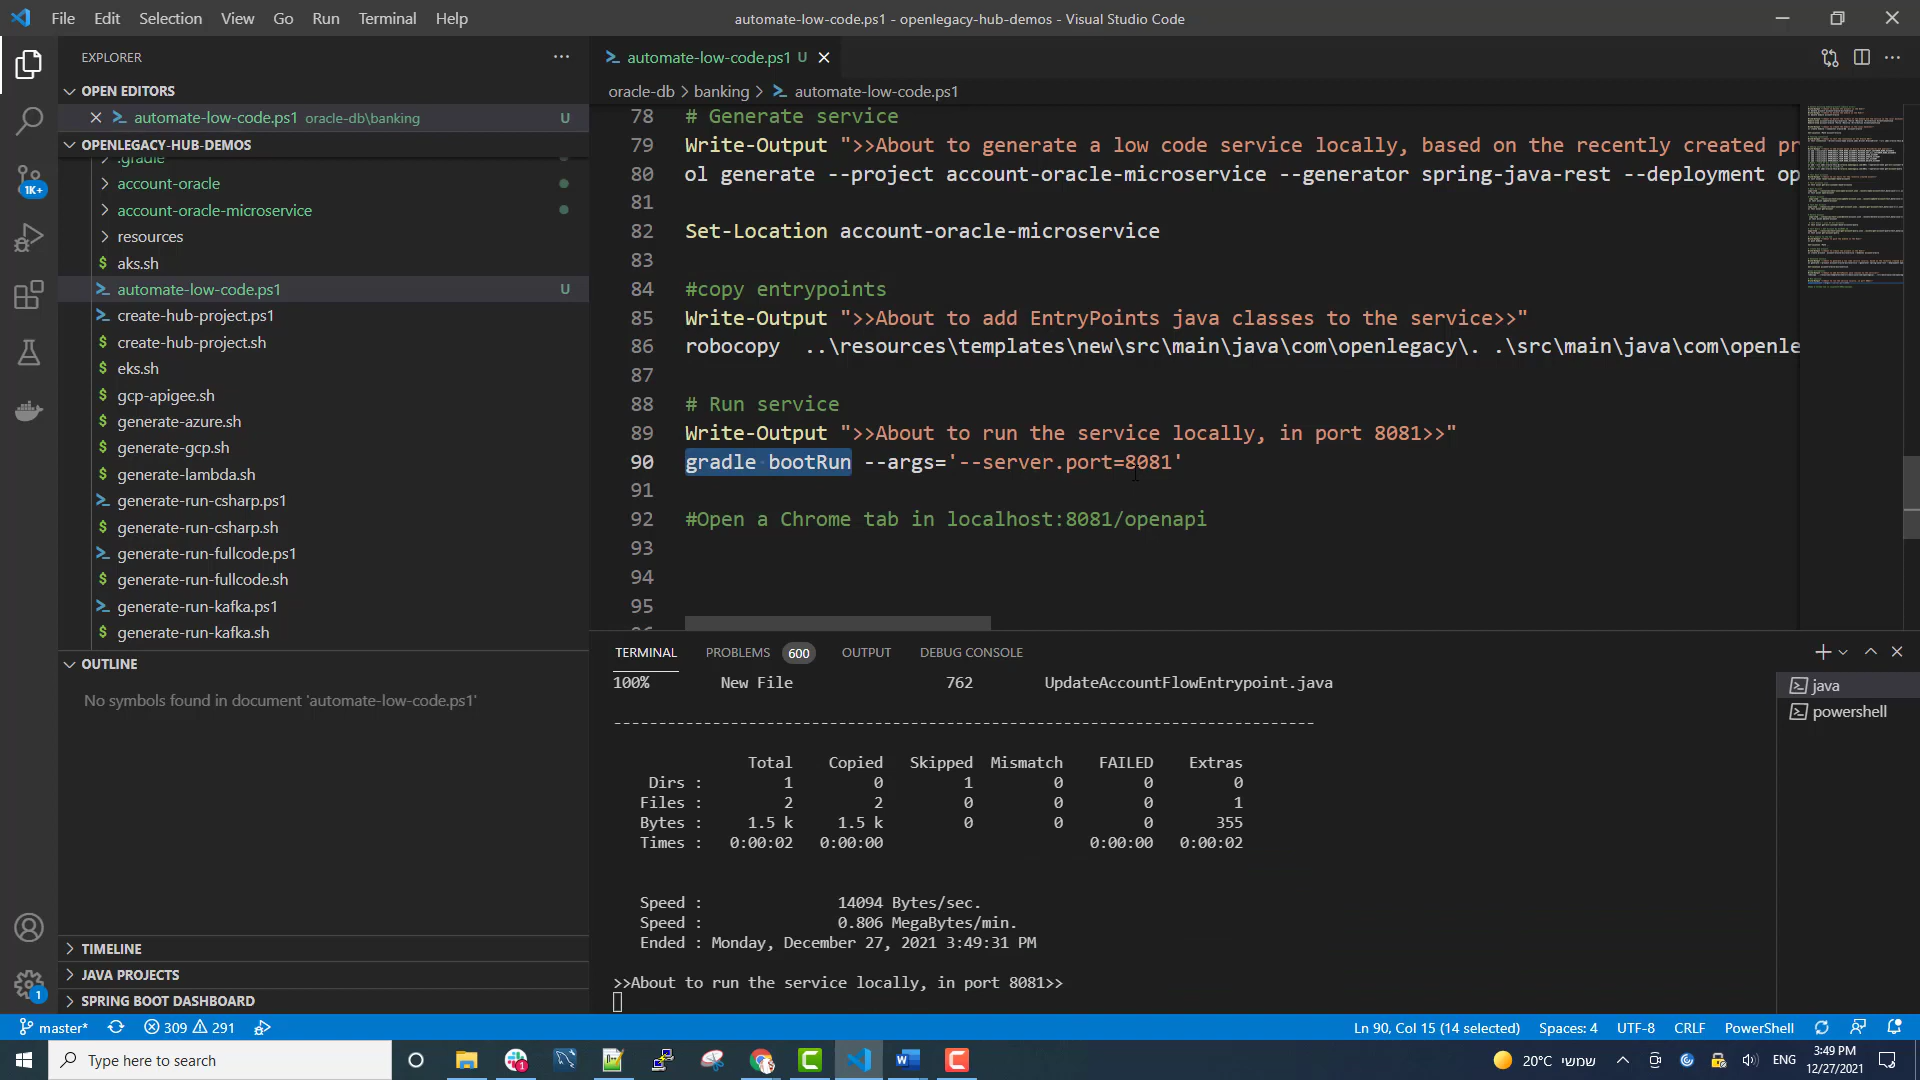 File Edit Selection View Go Run Terminal Help
automate-low-code.ps1 - openlegacy-hub-demos - Visual Studio Code
EXPLORER
OPEN EDITORS
automate-low-code.ps1 oracle-db\banking U
OPENLEGACY-HUB-DEMOS
.gradle
account-oracle
account-oracle-microservice
resources
$ aks.sh
automate-low-code.ps1 U
create-hub-project.ps1
$ create-hub-project.sh
$ eks.sh
$ gcp-apigee.sh
$ generate-azure.sh
$ generate-gcp.sh
$ generate-lambda.sh
generate-run-csharp.ps1
$ generate-run-csharp.sh
generate-run-fullcode.ps1
$ generate-run-fullcode.sh
generate-run-kafka.ps1
$ generate-run-kafka.sh
OUTLINE
No symbols found in document 'automate-low-code.ps1'
TIMELINE
JAVA PROJECTS
SPRING BOOT DASHBOARD
1K+
1
automate-low-code.ps1 U
oracle-db > banking > automate-low-code.ps1
78 # Generate service
79 Write-Output ">>About to generate a low code service locally, based on the recently created pr
80 ol generate --project account-oracle-microservice --generator spring-java-rest --deployment op
81
82 Set-Location account-oracle-microservice
83
84 #copy entrypoints
85 Write-Output ">>About to add EntryPoints java classes to the service>>"
86 robocopy ..\resources\templates\new\src\main\java\com\openlegacy\. .\src\main\java\com\openle
87
88 # Run service
89 Write-Output ">>About to run the service locally, in port 8081>>"
90 gradle bootRun --args='--server.port=8081'
91
92 #Open a Chrome tab in localhost:8081/openapi
93
94
95
TERMINAL PROBLEMS 600 OUTPUT DEBUG CONSOLE
100% New File 762 UpdateAccountFlowEntrypoint.java
------------------------------------------------------------------------------
Total Copied Skipped Mismatch FAILED Extras
Dirs : 1 0 1 0 0 0
Files : 2 2 0 0 0 1
Bytes : 1.5 k 1.5 k 0 0 0 355
Times : 0:00:02 0:00:00 0:00:00 0:00:02
Speed : 14094 Bytes/sec.
Speed : 0.806 MegaBytes/min.
Ended : Monday, December 27, 2021 3:49:31 PM
>>About to run the service locally, in port 8081>>
java
powershell
master* 309 291
Ln 90, Col 15 (14 selected) Spaces: 4 UTF-8 CRLF PowerShell
Type here to search
20°C שמשי ENG 3:49 PM
12/27/2021